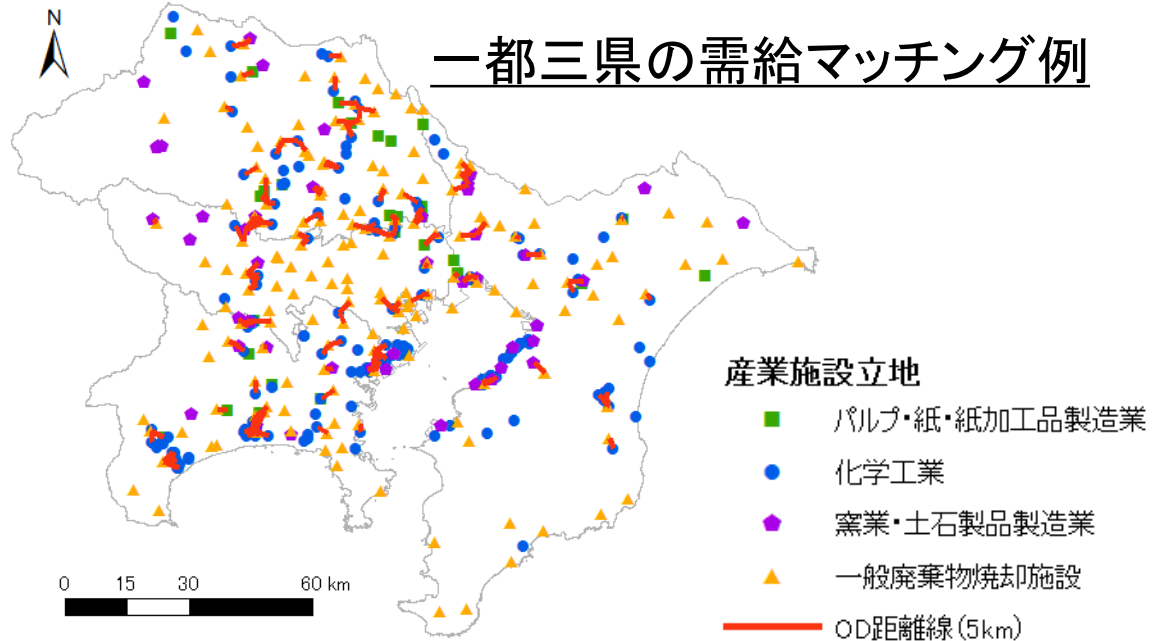 N
一都三県の需給マッチング例
産業施設立地
パルプ・紙・紙加工品製造業
化学工業
窯業・土石製品製造業
一般廃棄物焼却施設
OD距離線(5km)
0 15 30 60 km